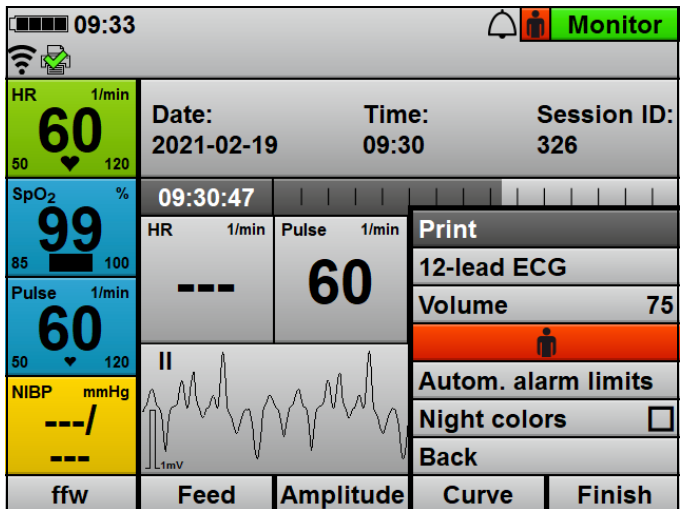 09:33
Monitor
HR 1/min
60
50 120
Date: Time: Session ID:
2021-02-19 09:30 326
SpO2 %
99
85 100
09:30:47
HR 1/min
---
Pulse 1/min
60
Pulse 1/min
60
50 120
II
1mV
NIBP mmHg
---/
---
Print
12-lead ECG
Volume 75
Autom. alarm limits
Night colors
Back
ffw Feed Amplitude Curve Finish